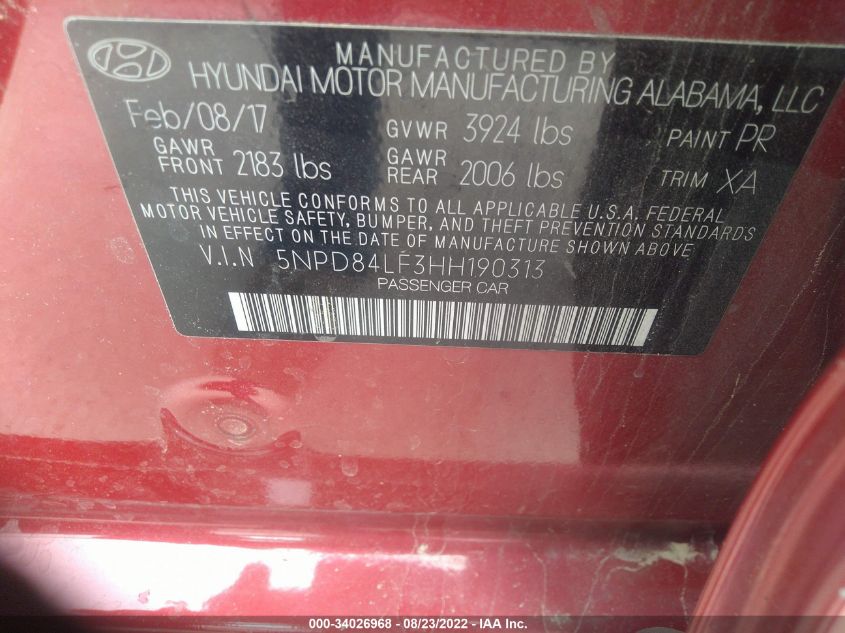 MANUFACTURED BY
HYUNDAI MOTOR MANUFACTURING ALABAMA, LLC
Feb/08/17 GVWR 3924 lbs PAINT PR
GAWR FRONT 2183 lbs GAWR REAR 2006 lbs TRIM XA
THIS VEHICLE CONFORMS TO ALL APPLICABLE U.S.A. FEDERAL
MOTOR VEHICLE SAFETY, BUMPER, AND THEFT PREVENTION STANDARDS
IN EFFECT ON THE DATE OF MANUFACTURE SHOWN ABOVE.
V.I.N 5NPD84LF3HH190313
PASSENGER CAR
000-34026968 - 08/23/2022 - IAA Inc.